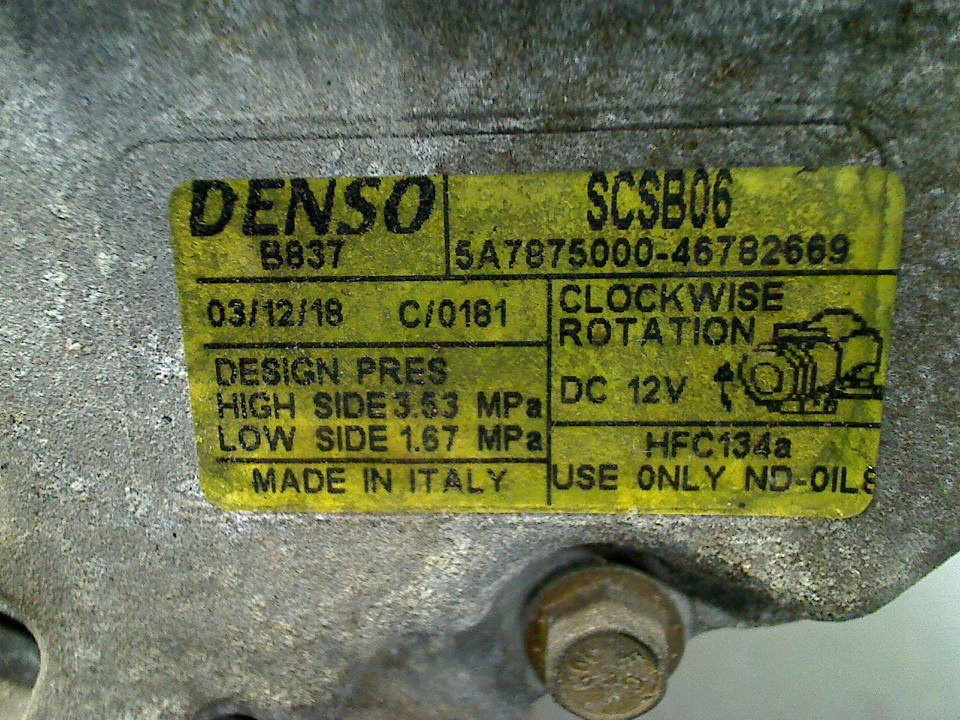 DENSO
B837
SCSB06
5A7875000-46782669
03/12/18 C/0181
DESIGN PRES
HIGH SIDE 3.53 MPa
LOW SIDE 1.67 MPa
MADE IN ITALY
CLOCKWISE
ROTATION
DC 12V
HFC134a
USE ONLY ND-OIL8